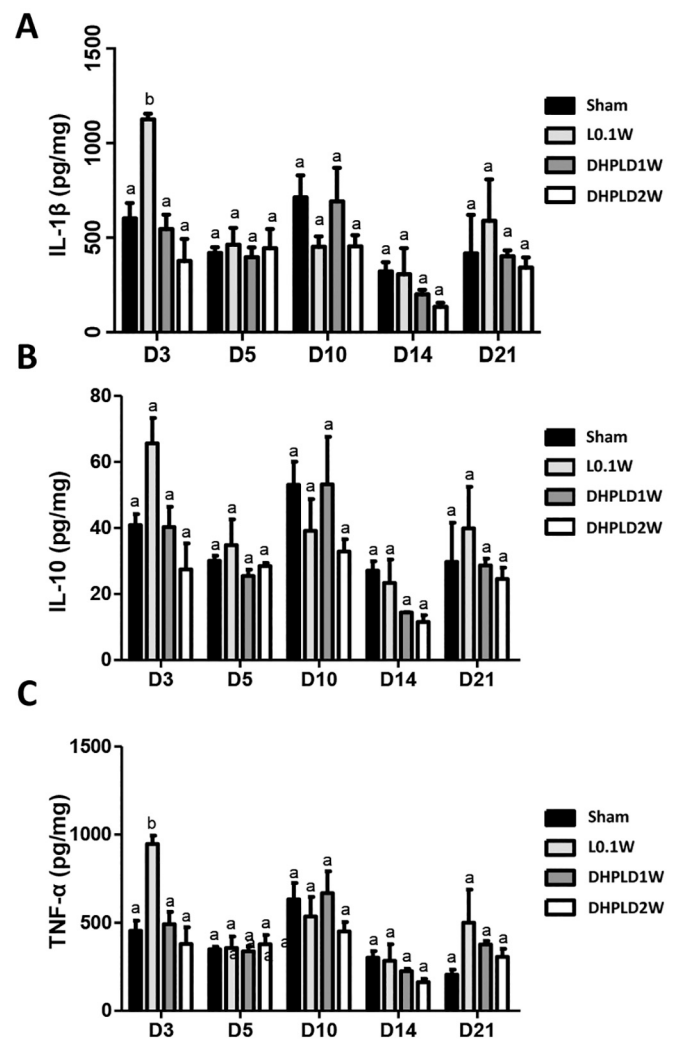 A
IL-1β (pg/mg)
1500
1000
500
0
b
a a a
a a a a
a a a a
a a a a
a a a a
D3 D5 D10 D14 D21
Sham
L0.1W
DHPLD1W
DHPLD2W
B
IL-10 (pg/mg)
80
60
40
20
0
a a a a
a a a a
a a a a
a a a a
a a a a
D3 D5 D10 D14 D21
Sham
L0.1W
DHPLD1W
DHPLD2W
C
TNF-α (pg/mg)
1500
1000
500
0
b
a a a
a a a a a a a a
a a a a
a a a a
a a a a
D3 D5 D10 D14 D21
Sham
L0.1W
DHPLD1W
DHPLD2W